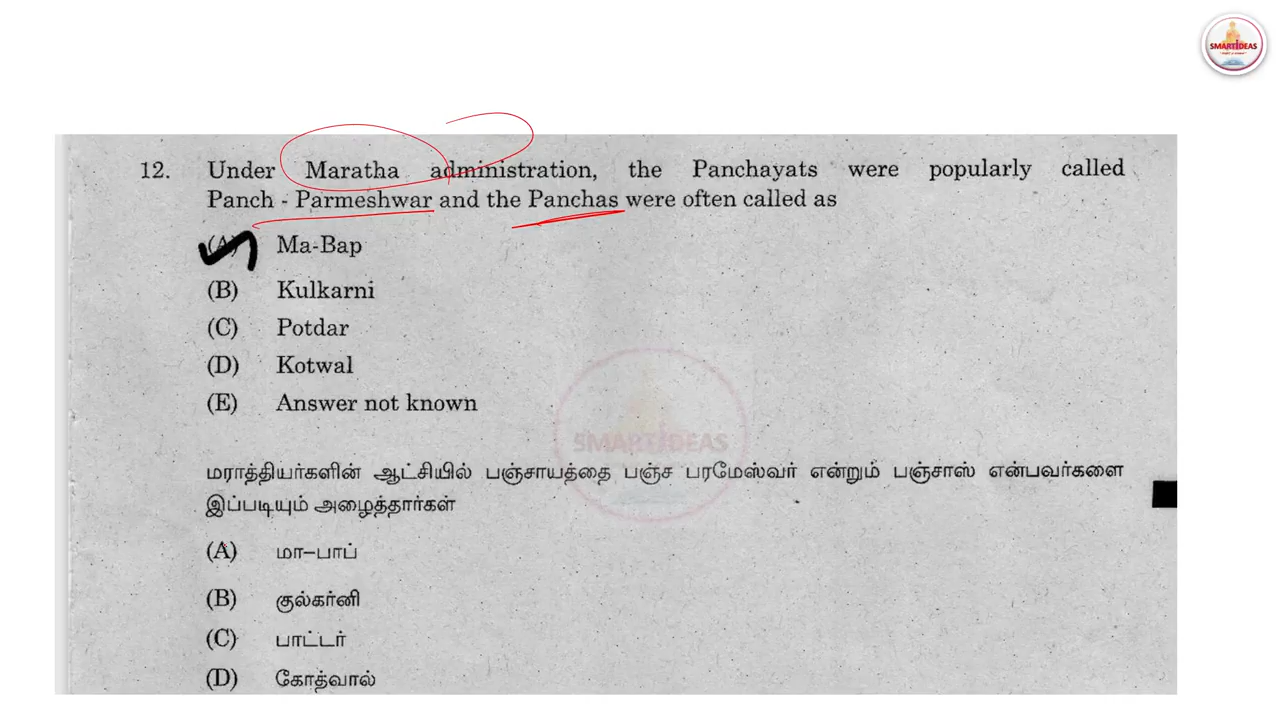 SMARTIDEAS
12. Under Maratha administration, the Panchayats were popularly called
Panch - Parmeshwar and the Panchas were often called as
(A) Ma-Bap
(B) Kulkarni
(C) Potdar
(D) Kotwal
(E) Answer not known
SMARTIDEAS
மராத்தியர்களின் ஆட்சியில் பஞ்சாயத்தை பஞ்ச பரமேஸ்வர் என்றும் பஞ்சாஸ் என்பவர்களை
இப்படியும் அழைத்தார்கள்
(A) மா–பாப்
(B) குல்கர்னி
(C) பாட்டர்
(D) கோத்வால்